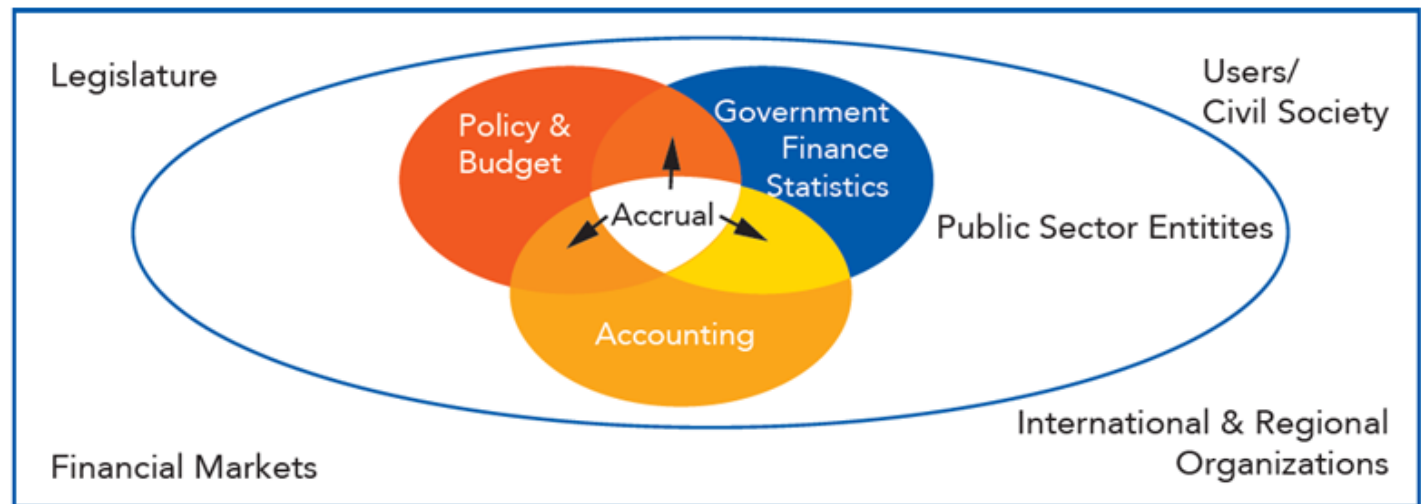 Legislature
Users/
Civil Society
Policy &
Budget
Government
Finance
Statistics
Accrual
Public Sector Entitites
Accounting
International & Regional
Organizations
Financial Markets